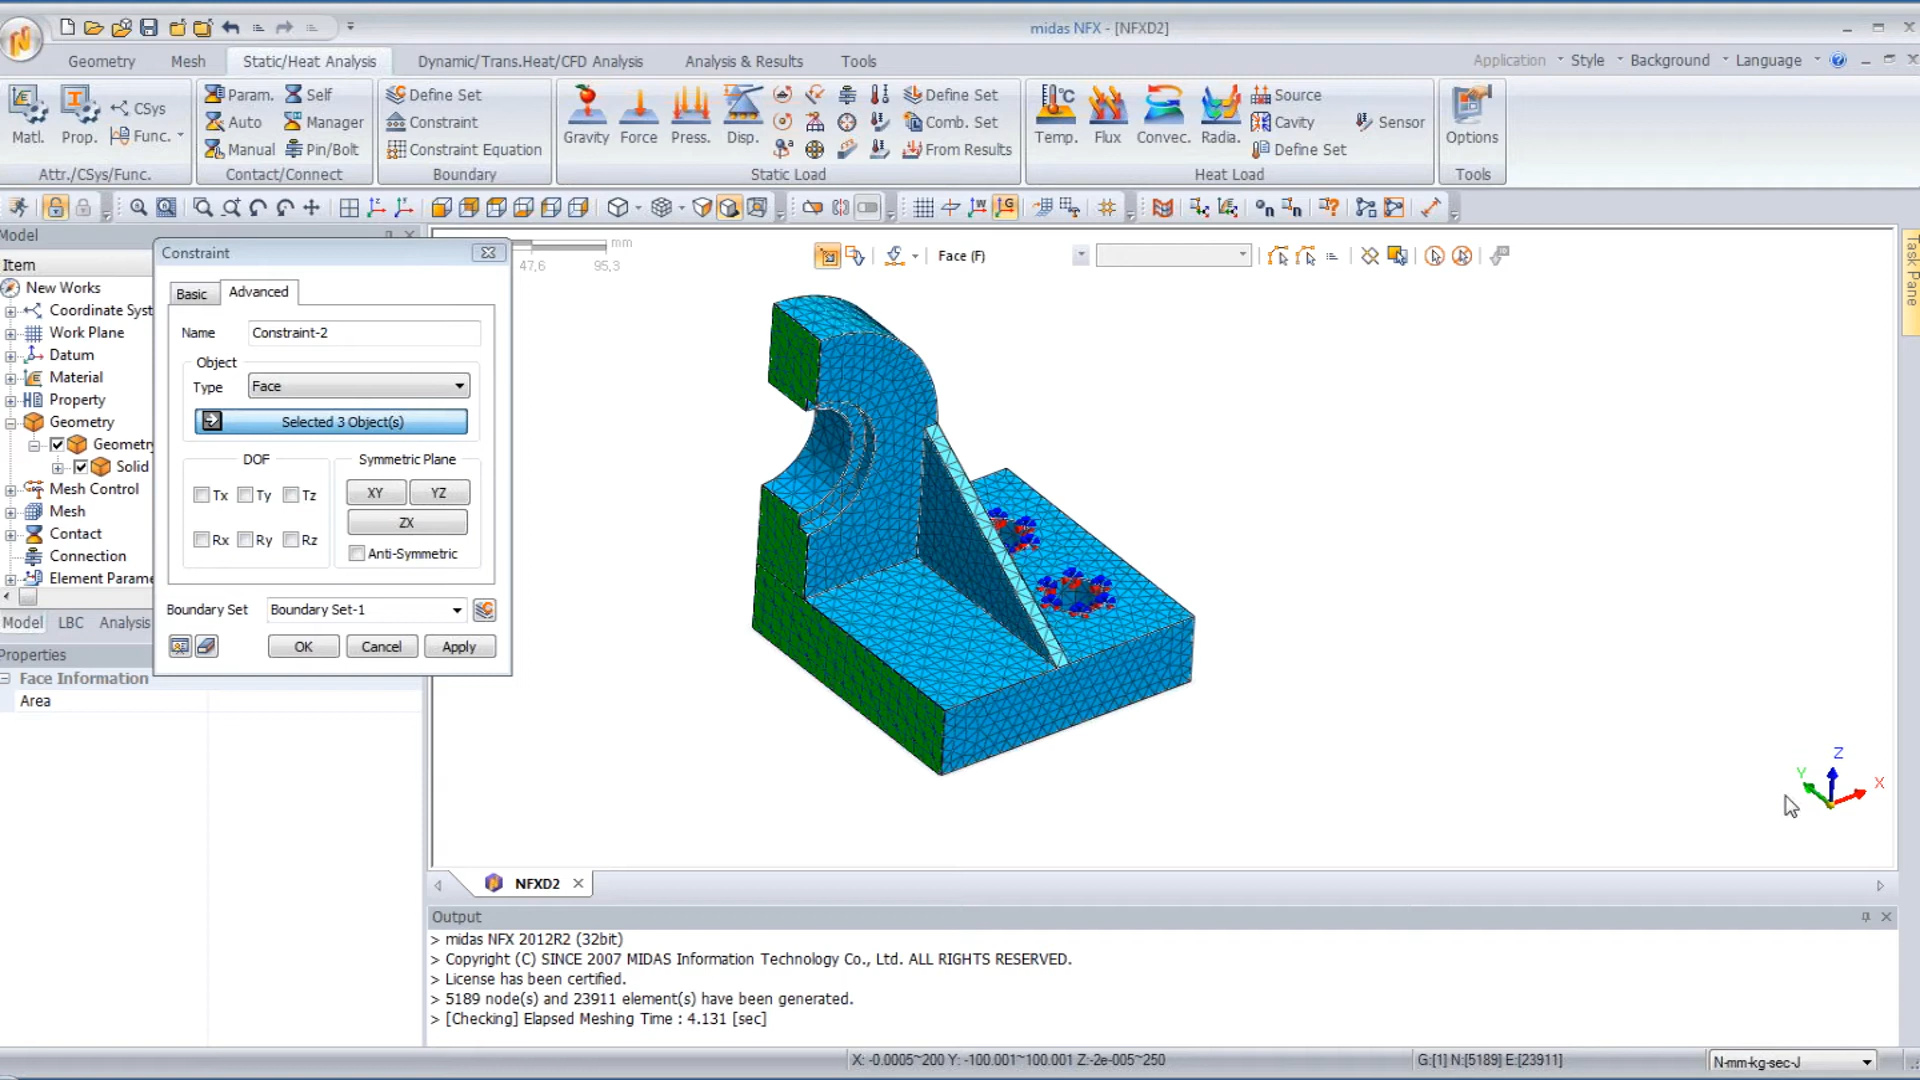 midas NFX - [NFXD2]
Geometry Mesh Static/Heat Analysis Dynamic/Trans.Heat/CFD Analysis Analysis & Results Tools
Application Style Background Language
Matl. Prop. CSys Func.
Attr./CSys/Func.
Param. Self
Auto Manager
Manual Pin/Bolt
Contact/Connect
Define Set
Constraint
Constraint Equation
Boundary
Gravity Force Press. Disp.
Define Set
Comb. Set
From Results
Static Load
Temp. Flux Convec. Radia.
Source
Cavity
Define Set
Sensor
Heat Load
Options
Tools
Model
Item
New Works
Coordinate Syst
Work Plane
Datum
Material
Property
Geometry
Geometry
Solid
Mesh Control
Mesh
Contact
Connection
Element Parame
Model LBC Analysis
Properties
Face Information
Area
Constraint
Basic Advanced
Name Constraint-2
Object
Type Face
Selected 3 Object(s)
DOF
Tx Ty Tz
Rx Ry Rz
Symmetric Plane
XY YZ
ZX
Anti-Symmetric
Boundary Set Boundary Set-1
OK Cancel Apply
mm
47,6 95,3
Face (F)
Task Pane
Z
Y
X
NFXD2
Output
> midas NFX 2012R2 (32bit)
> Copyright (C) SINCE 2007 MIDAS Information Technology Co., Ltd. ALL RIGHTS RESERVED.
> License has been certified.
> 5189 node(s) and 23911 element(s) have been generated.
> [Checking] Elapsed Meshing Time : 4.131 [sec]
X: -0.0005~200 Y: -100.001~100.001 Z:-2e-005~250
G:[1] N:[5189] E:[23911]
N-mm-kg-sec-J